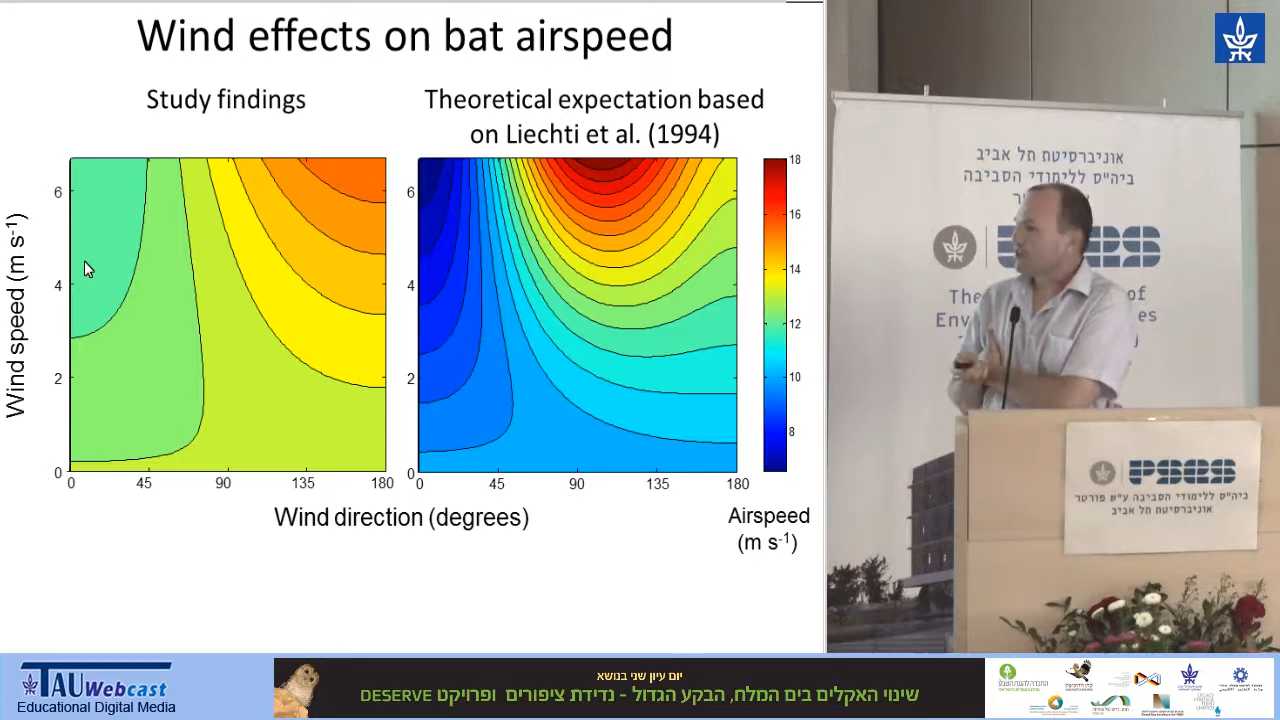 Wind effects on bat airspeed
Study findings
Theoretical expectation based
on Liechti et al. (1994)
Wind speed (m s⁻¹)
6
4
2
0
0 45 90 135 180
6
4
2
0
0 45 90 135 180
18
16
14
12
10
8
Wind direction (degrees)
Airspeed
(m s⁻¹)
אוניברסיטת תל אביב
ביה"ס ללימודי הסביבה
The
of
PSES
ביה"ס ללימודי הסביבה ע"ש פורטר
אוניברסיטת תל אביב
TAU Webcast
Educational Digital Media
יום עיון שני בנושא
שינוי האקלים בים המלח, הבקע הגדול - נדידת ציפורים ופרויקט DESERVE